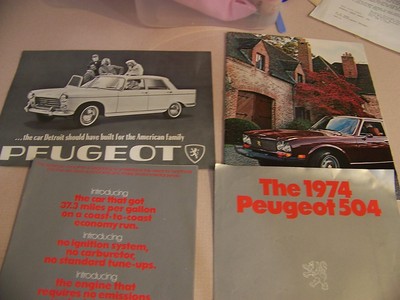 ...the car Detroit should have built for the American family
PEUGEOT
Introducing
the car that got
37.3 miles per gallon
on a coast-to-coast
economy run.
Introducing
no ignition system,
no carburetor,
no standard tune-ups.
Introducing
the engine that
requires no emissions
The 1974
Peugeot 504